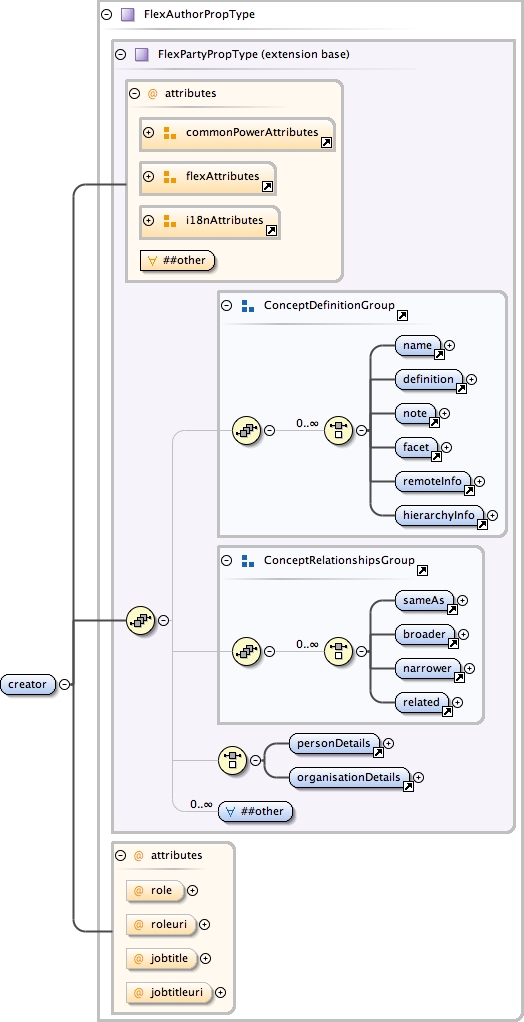 FlexAuthorPropType
FlexPartyPropType (extension base)
@ attributes
commonPowerAttributes
flexAttributes
i18nAttributes
∀ ##other
ConceptDefinitionGroup
name
definition
0..∞
note
facet
remoteInfo
hierarchyInfo
ConceptRelationshipsGroup
sameAs
broader
0..∞
narrower
creator
related
personDetails
organisationDetails
0..∞ ∀ ##other
@ attributes
@ role
@ roleuri
@ jobtitle
@ jobtitleuri